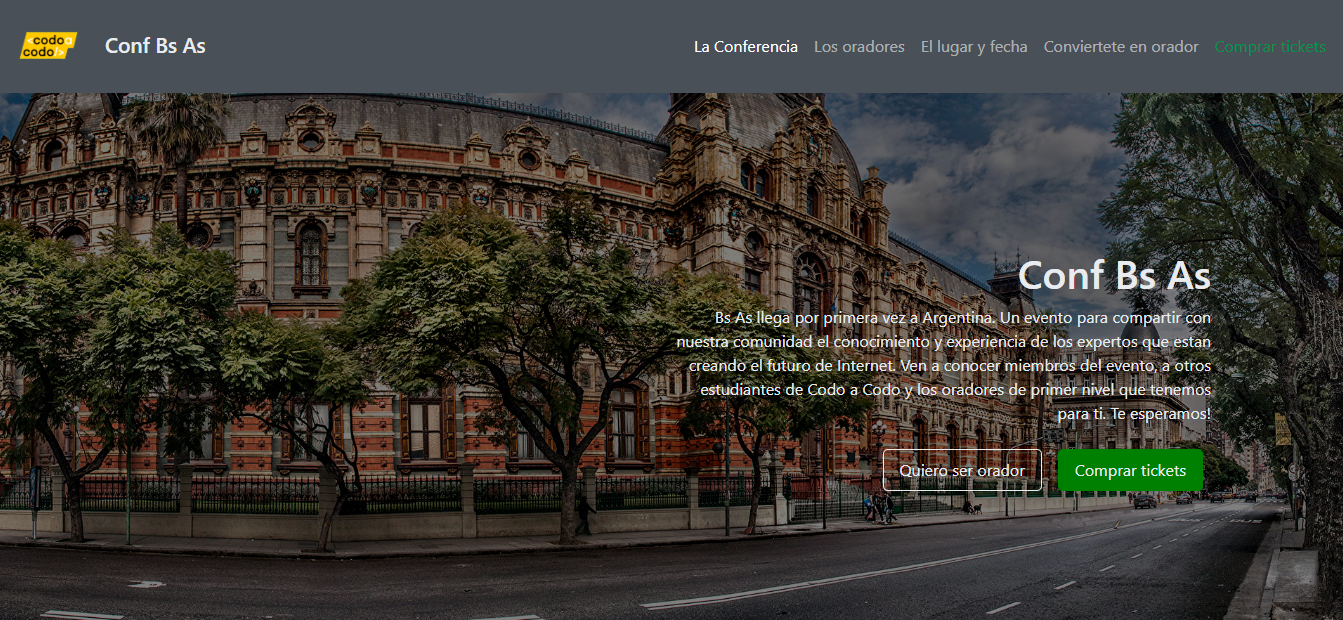 <codoa
codo/>
Conf Bs As
La Conferencia
Los oradores
El lugar y fecha
Conviertete en orador
Comprar tickets
Conf Bs As
Bs As llega por primera vez a Argentina. Un evento para compartir con
nuestra comunidad el conocimiento y experiencia de los expertos que estan
creando el futuro de Internet. Ven a conocer miembros del evento, a otros
estudiantes de Codo a Codo y los oradores de primer nivel que tenemos
para ti. Te esperamos!
Quiero ser orador
Comprar tickets